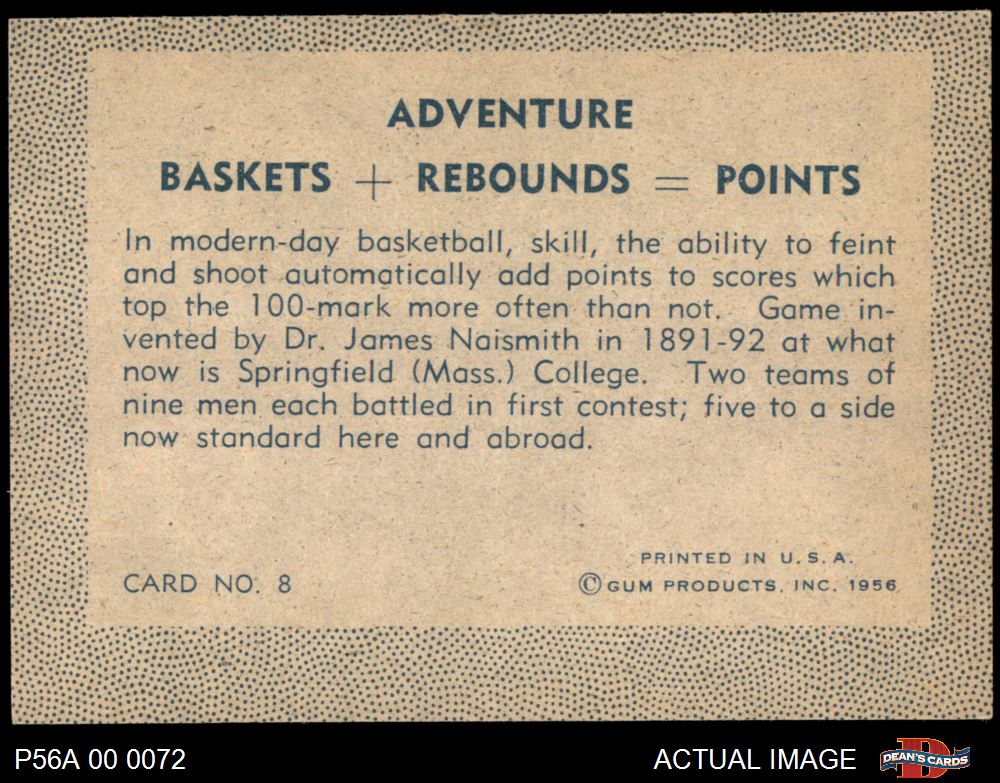 ADVENTURE
BASKETS + REBOUNDS = POINTS
In modern-day basketball, skill, the ability to feint
and shoot automatically add points to scores which
top the 100-mark more often than not. Game in-
vented by Dr. James Naismith in 1891-92 at what
now is Springfield (Mass.) College. Two teams of
nine men each battled in first contest; five to a side
now standard here and abroad.
PRINTED IN U.S.A.
CARD NO. 8 ©GUM PRODUCTS, INC. 1956
P56A 00 0072 ACTUAL IMAGE DEAN'S CARDS